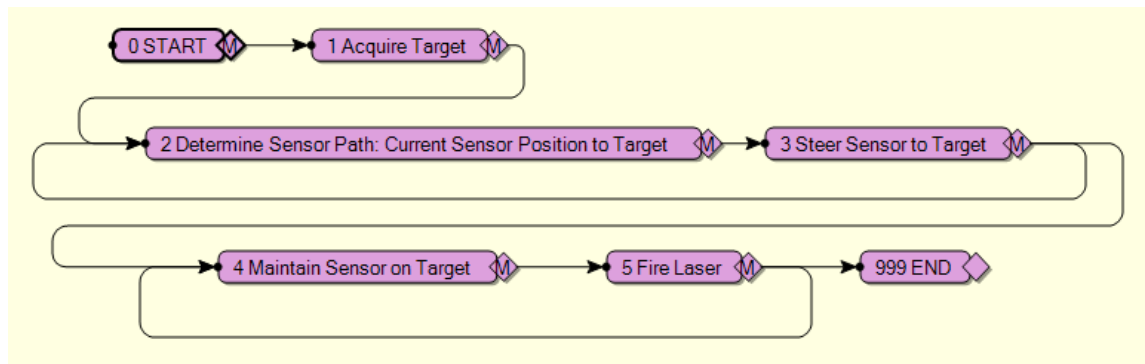 0 START M
1 Acquire Target M
2 Determine Sensor Path: Current Sensor Position to Target M
3 Steer Sensor to Target M
4 Maintain Sensor on Target M
5 Fire Laser M
999 END